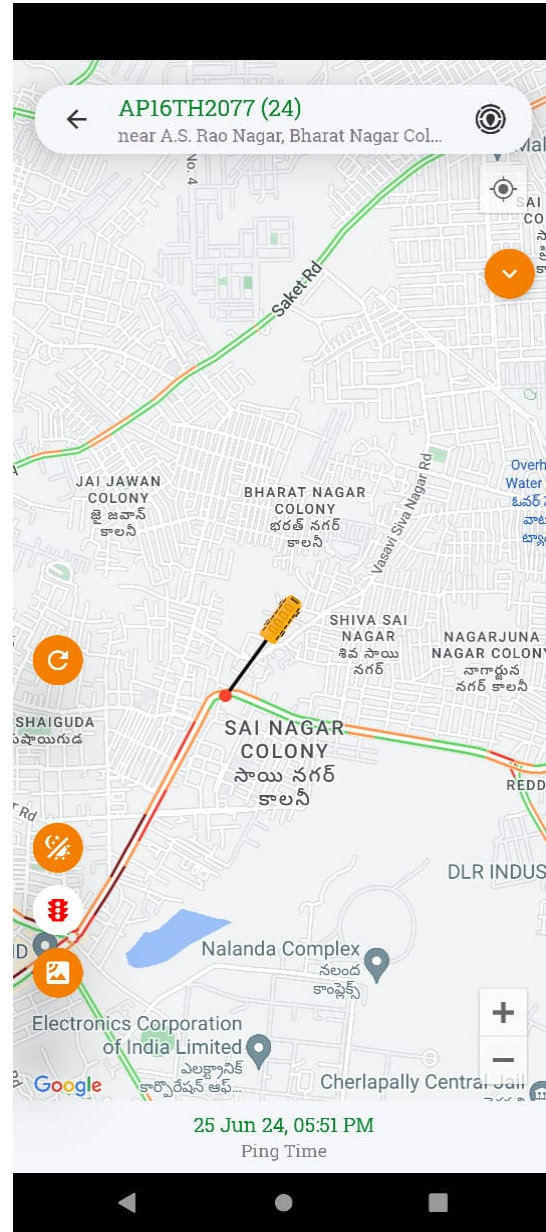 AP16TH2077 (24)
near A.S. Rao Nagar, Bharat Nagar Col...
No. 4
Saket Rd
JAI JAWAN
COLONY
జై జవాన్
కాలనీ
BHARAT NAGAR
COLONY
భరత్ నగర్
కాలనీ
Vasavi Siva Nagar Rd
Overh
Water
ఓవర్
వాట
ట్యా
SHIVA SAI
NAGAR
శివ సాయి
నగర్
NAGARJUNA
NAGAR COLONY
నాగార్జున
నగర్ కాలనీ
SHAIGUDA
షాయిగుడ
SAI NAGAR
COLONY
సాయి నగర్
కాలనీ
REDD
Rd
DLR INDUS
Nalanda Complex
నలంద
కాంప్లెక్స్
Electronics Corporation
of India Limited
ఎలక్ట్రానిక్
కార్పొరేషన్ ఆఫ్...
Cherlapally Central Jail
Google
25 Jun 24, 05:51 PM
Ping Time